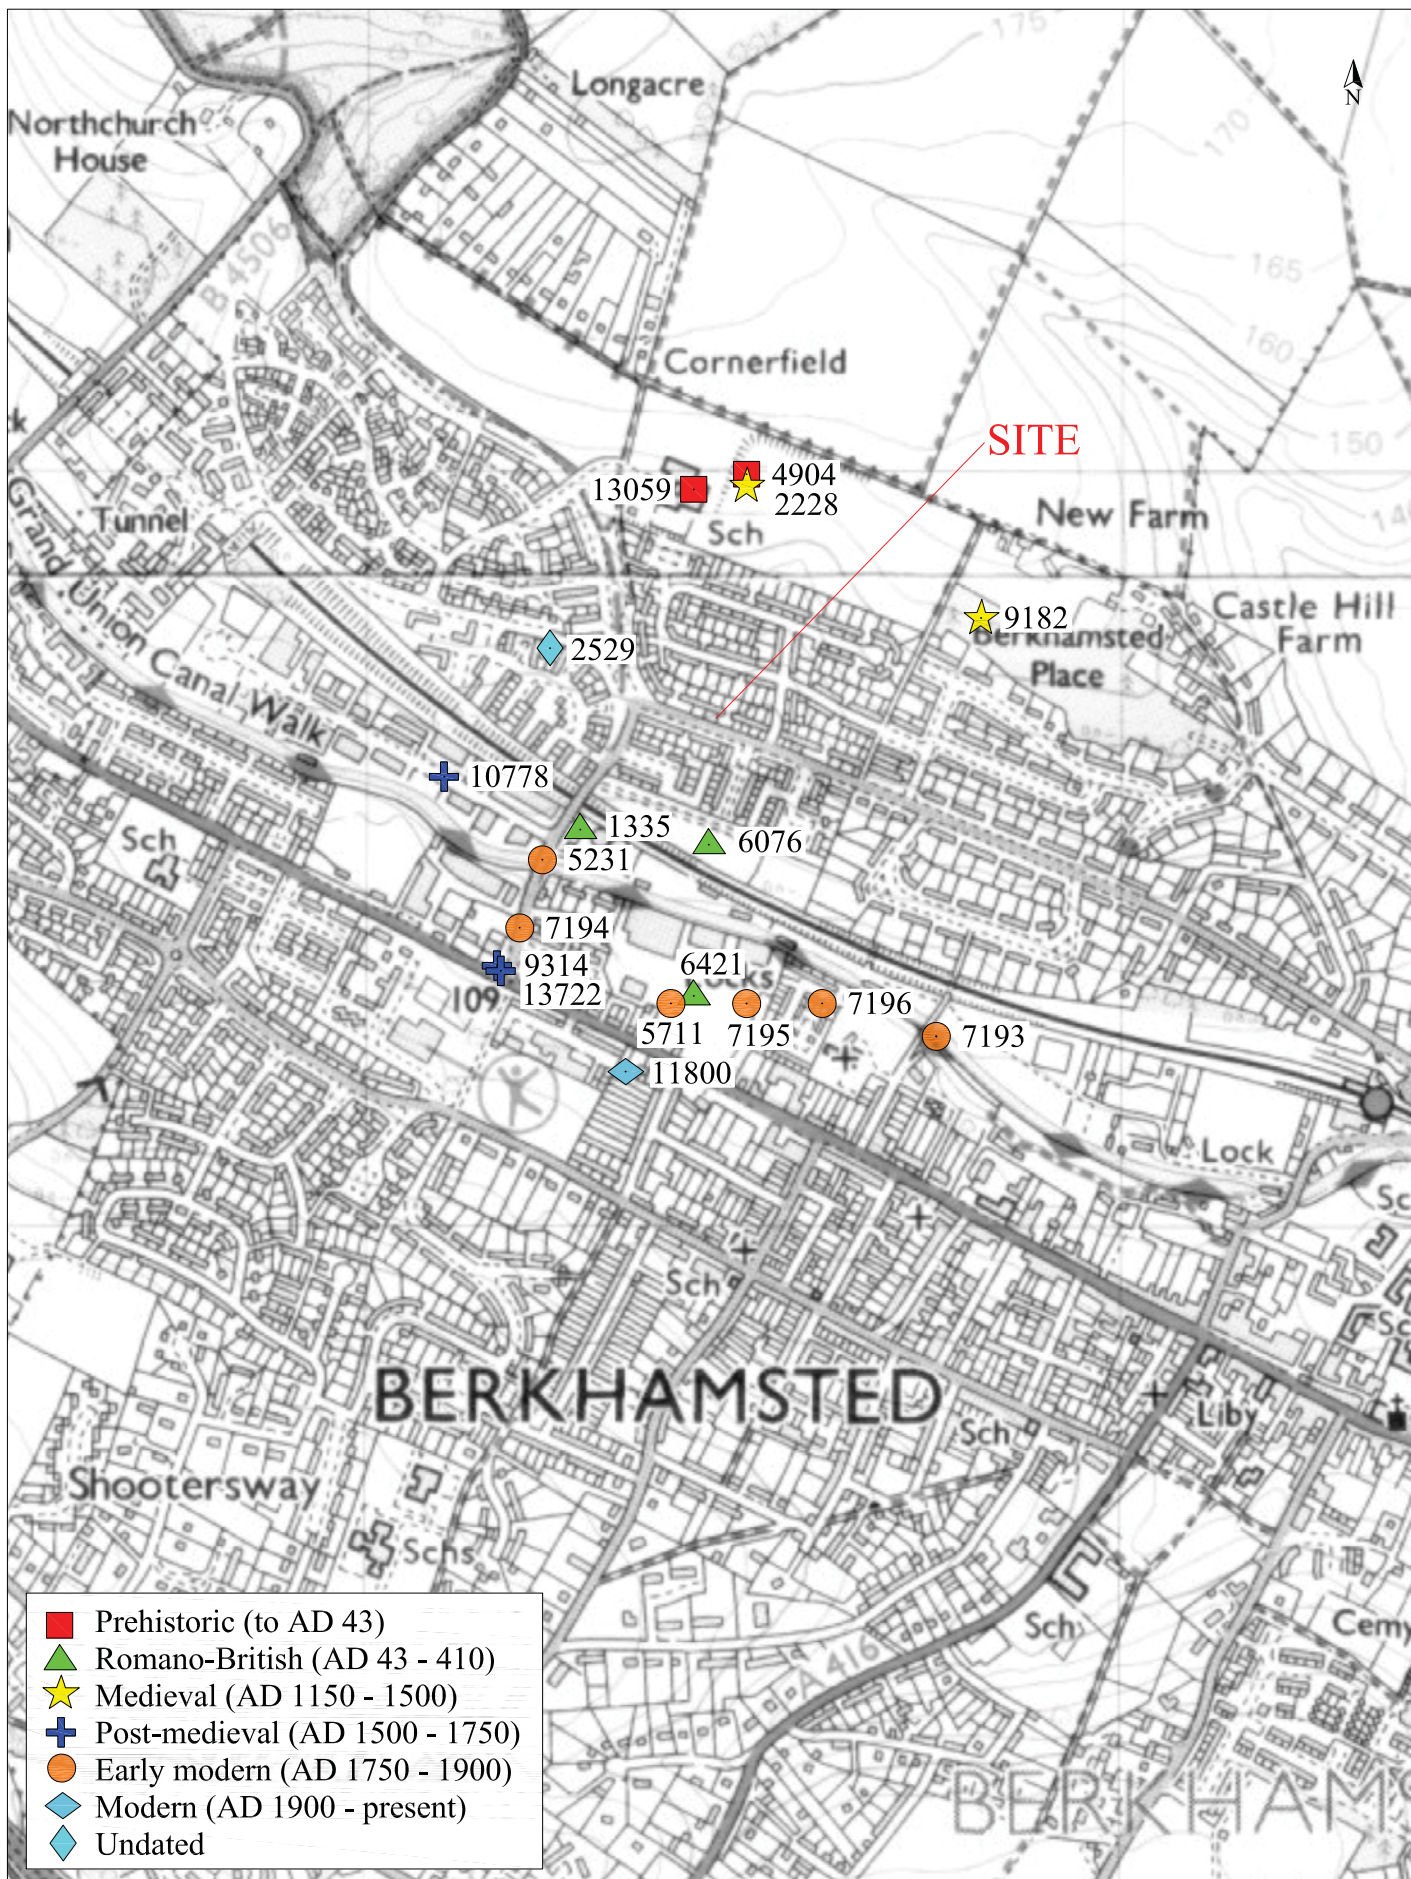 Longacre
N
Northchurch
House
175
170
B 4506
165
160
Cornerfield
150
SITE
4904
13059
2228
Sch
New Farm
Tunnel
Grand Union Canal Walk
9182
Castle Hill
Farm
Berkhamsted
Place
2529
10778
Sch
1335
6076
5231
7194
9314
13722
109
6421
5711
7195
7196
7193
11800
Lock
Sch
BERKHAMSTED
Liby
Sch
Shootersway
Schs
Sch
Cemy
A 416
BERKHAMS
Prehistoric (to AD 43)
Romano-British (AD 43 - 410)
Medieval (AD 1150 - 1500)
Post-medieval (AD 1500 - 1750)
Early modern (AD 1750 - 1900)
Modern (AD 1900 - present)
Undated